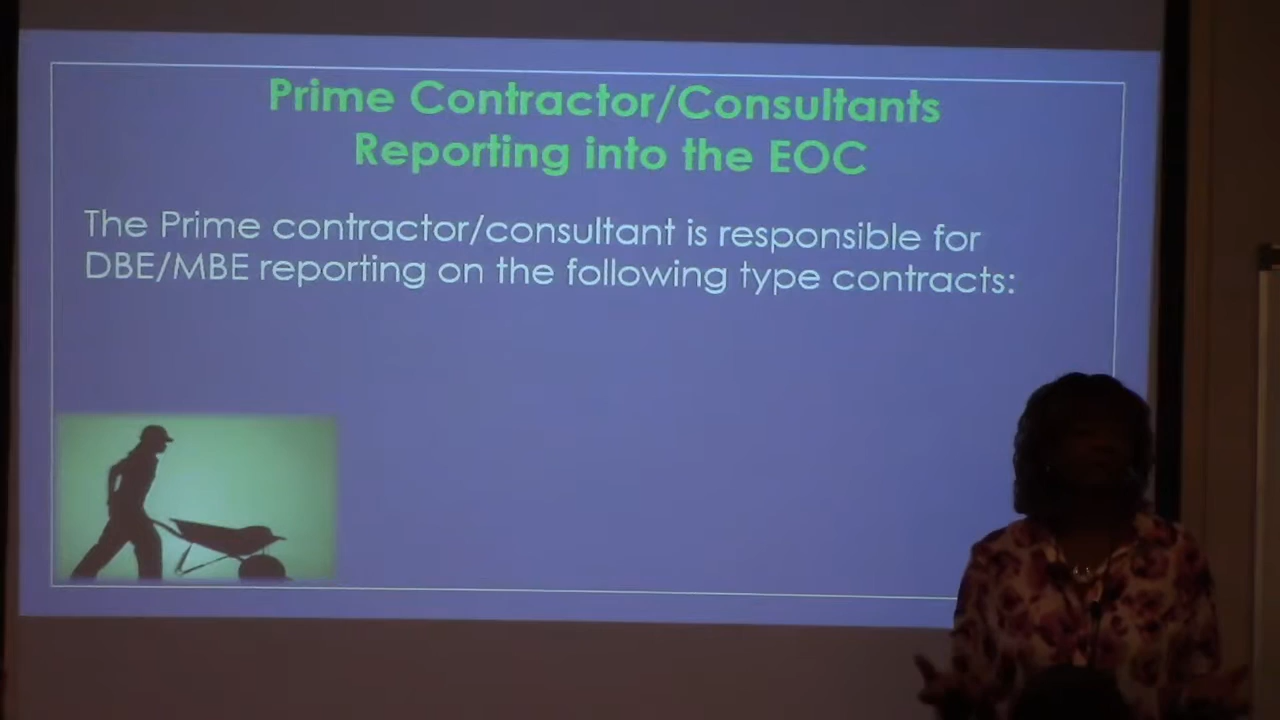 Prime Contractor/Consultants
Reporting into the EOC
The Prime contractor/consultant is responsible for
DBE/MBE reporting on the following type contracts: